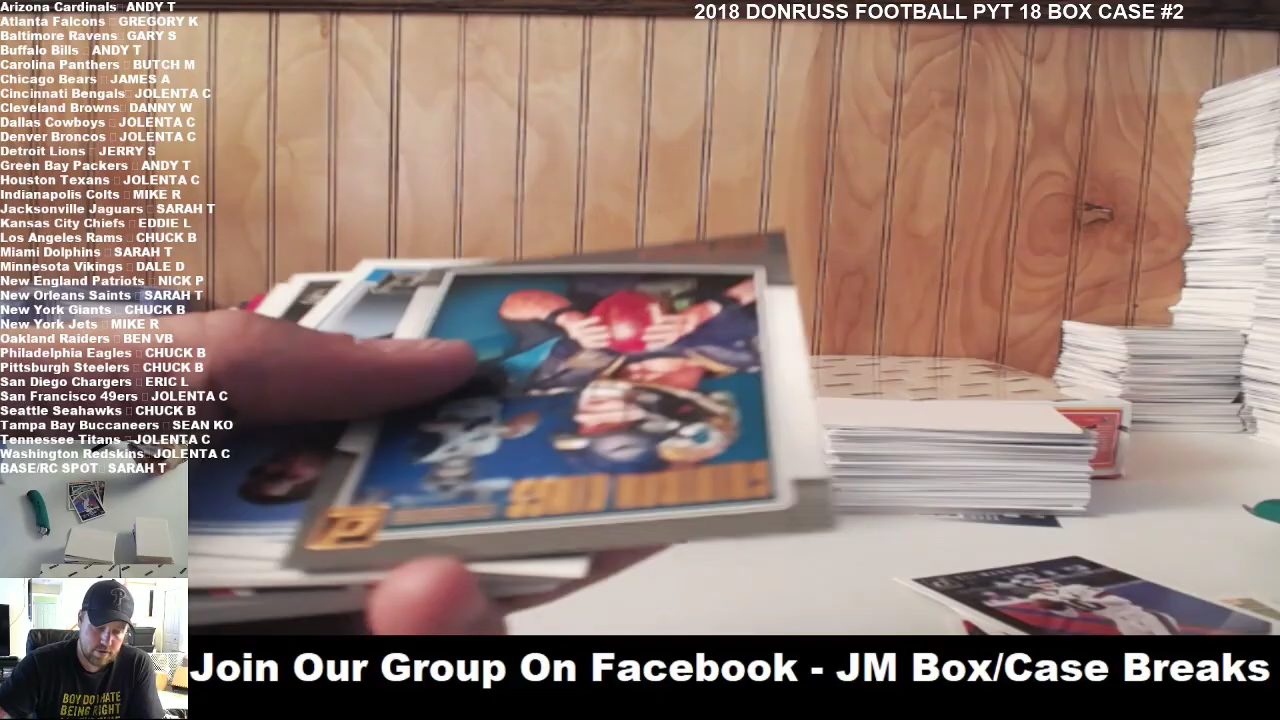 2018 DONRUSS FOOTBALL PYT 18 BOX CASE #2
Arizona Cardinals ANDY T
Atlanta Falcons GREGORY K
Baltimore Ravens GARY S
Buffalo Bills ANDY T
Carolina Panthers BUTCH M
Chicago Bears JAMES A
Cincinnati Bengals JOLENTA C
Cleveland Browns DANNY W
Dallas Cowboys JOLENTA C
Denver Broncos JOLENTA C
Detroit Lions JERRY S
Green Bay Packers ANDY T
Houston Texans JOLENTA C
Indianapolis Colts MIKE R
Jacksonville Jaguars SARAH T
Kansas City Chiefs EDDIE L
Los Angeles Rams CHUCK B
Miami Dolphins SARAH T
Minnesota Vikings DALE D
New England Patriots NICK P
New Orleans Saints SARAH T
New York Giants CHUCK B
New York Jets MIKE R
Oakland Raiders BEN VB
Philadelphia Eagles CHUCK B
Pittsburgh Steelers CHUCK B
San Diego Chargers ERIC L
San Francisco 49ers JOLENTA C
Seattle Seahawks CHUCK B
Tampa Bay Buccaneers SEAN KO
Tennessee Titans JOLENTA C
Washington Redskins JOLENTA C
BASE/RC SPOT SARAH T
BOY DO I HATE
BEING RIGHT
Join Our Group On Facebook - JM Box/Case Breaks